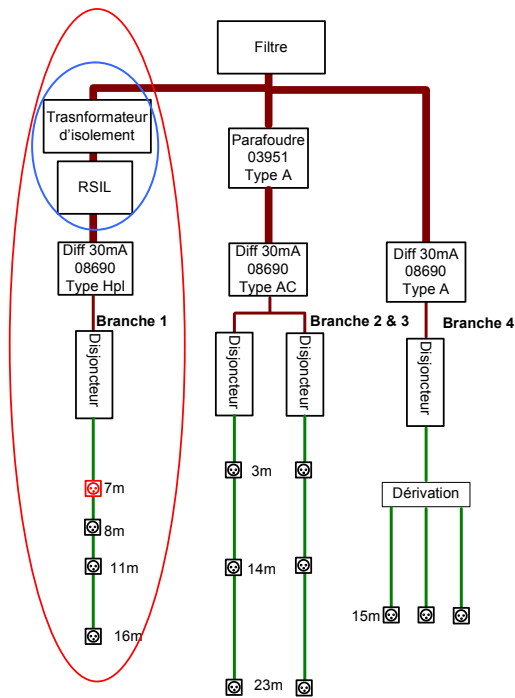 Filtre
Trasnformateur
d'isolement
RSIL
Parafoudre
03951
Type A
Diff 30mA
08690
Type Hpl
Diff 30mA
08690
Type AC
Diff 30mA
08690
Type A
Branche 1
Branche 2 & 3
Branche 4
Disjoncteur
Disjoncteur
Disjoncteur
Disjoncteur
7m
8m
11m
16m
3m
14m
23m
Dérivation
15m